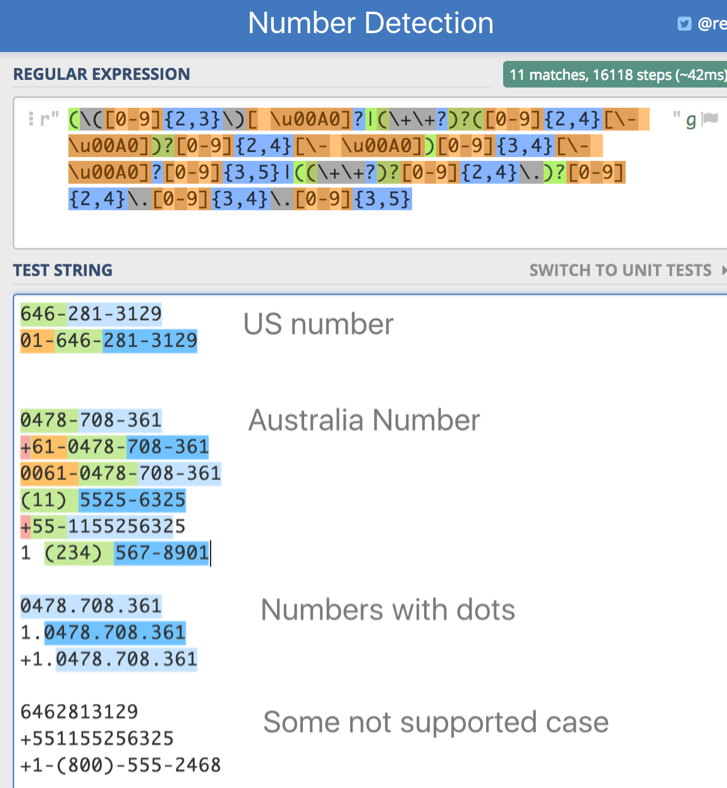 Number Detection
@re
REGULAR EXPRESSION
11 matches, 16118 steps (~42ms)
r" (\([0-9]{2,3}\)[ \u00A0]?|(\+\+?)?([0-9]{2,4}[\- " g
\u00A0])?[0-9]{2,4}[\- \u00A0])[0-9]{3,4}[\-
\u00A0]?[0-9]{3,5}|((\+\+?)?[0-9]{2,4}\.)?[0-9]
{2,4}\.[0-9]{3,4}\.[0-9]{3,5}
TEST STRING
SWITCH TO UNIT TESTS
646-281-3129
US number
01-646-281-3129
0478-708-361
Australia Number
+61-0478-708-361
0061-0478-708-361
(11) 5525-6325
+55-1155256325
1 (234) 567-8901
0478.708.361
Numbers with dots
1.0478.708.361
+1.0478.708.361
6462813129
Some not supported case
+551155256325
+1-(800)-555-2468